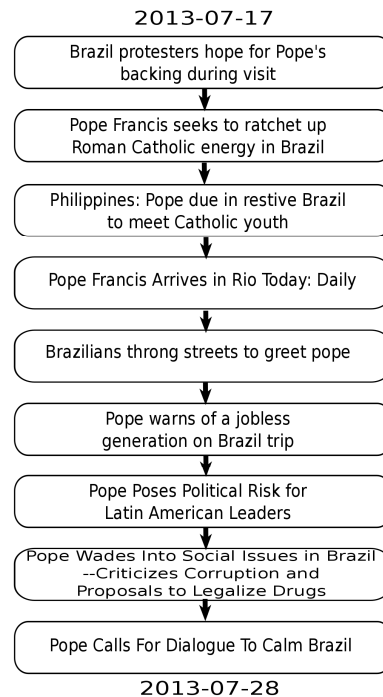 2013-07-17
Brazil protesters hope for Pope's
backing during visit
Pope Francis seeks to ratchet up
Roman Catholic energy in Brazil
Philippines: Pope due in restive Brazil
to meet Catholic youth
Pope Francis Arrives in Rio Today: Daily
Brazilians throng streets to greet pope
Pope warns of a jobless
generation on Brazil trip
Pope Poses Political Risk for
Latin American Leaders
Pope Wades Into Social Issues in Brazil
--Criticizes Corruption and
Proposals to Legalize Drugs
Pope Calls For Dialogue To Calm Brazil
2013-07-28